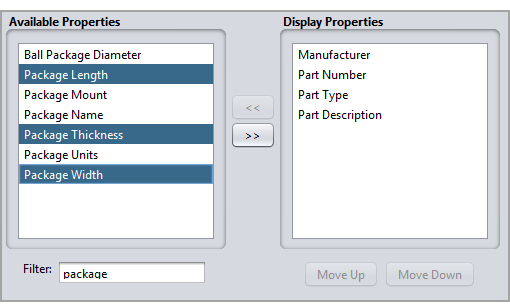 Available Properties
Display Properties
Ball Package Diameter
Package Length
Package Mount
Package Name
Package Thickness
Package Units
Package Width
<<
>>
Manufacturer
Part Number
Part Type
Part Description
Filter: package
Move Up
Move Down